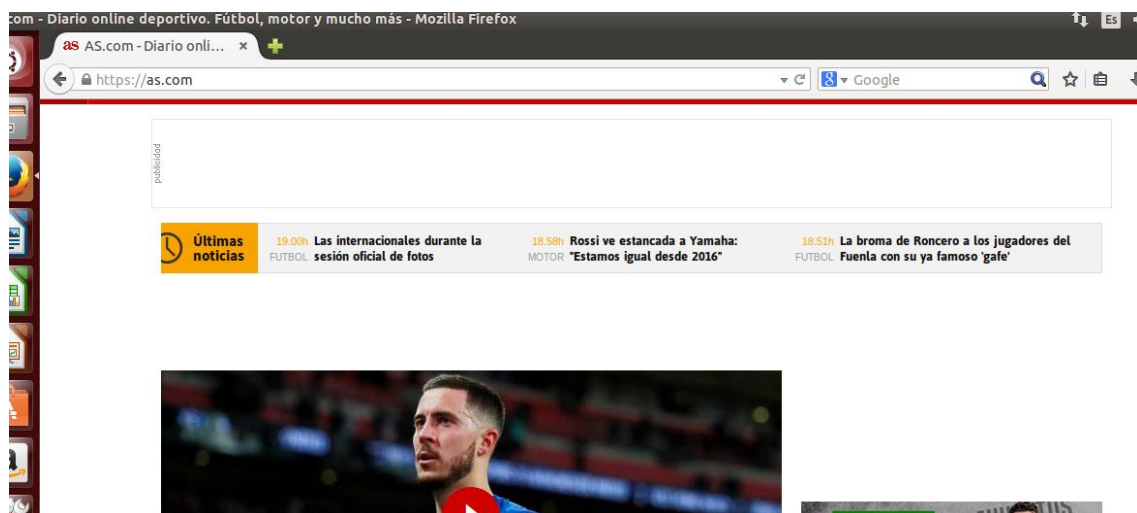 com - Diario online deportivo. Fútbol, motor y mucho más - Mozilla Firefox
Es
as AS.com - Diario onli... ×
https://as.com
Google
publicidad
Últimas
noticias
19.00h Las internacionales durante la
FUTBOL sesión oficial de fotos
18.58h Rossi ve estancada a Yamaha:
MOTOR "Estamos igual desde 2016"
18.51h La broma de Roncero a los jugadores del
FUTBOL Fuenla con su ya famoso 'gafe'